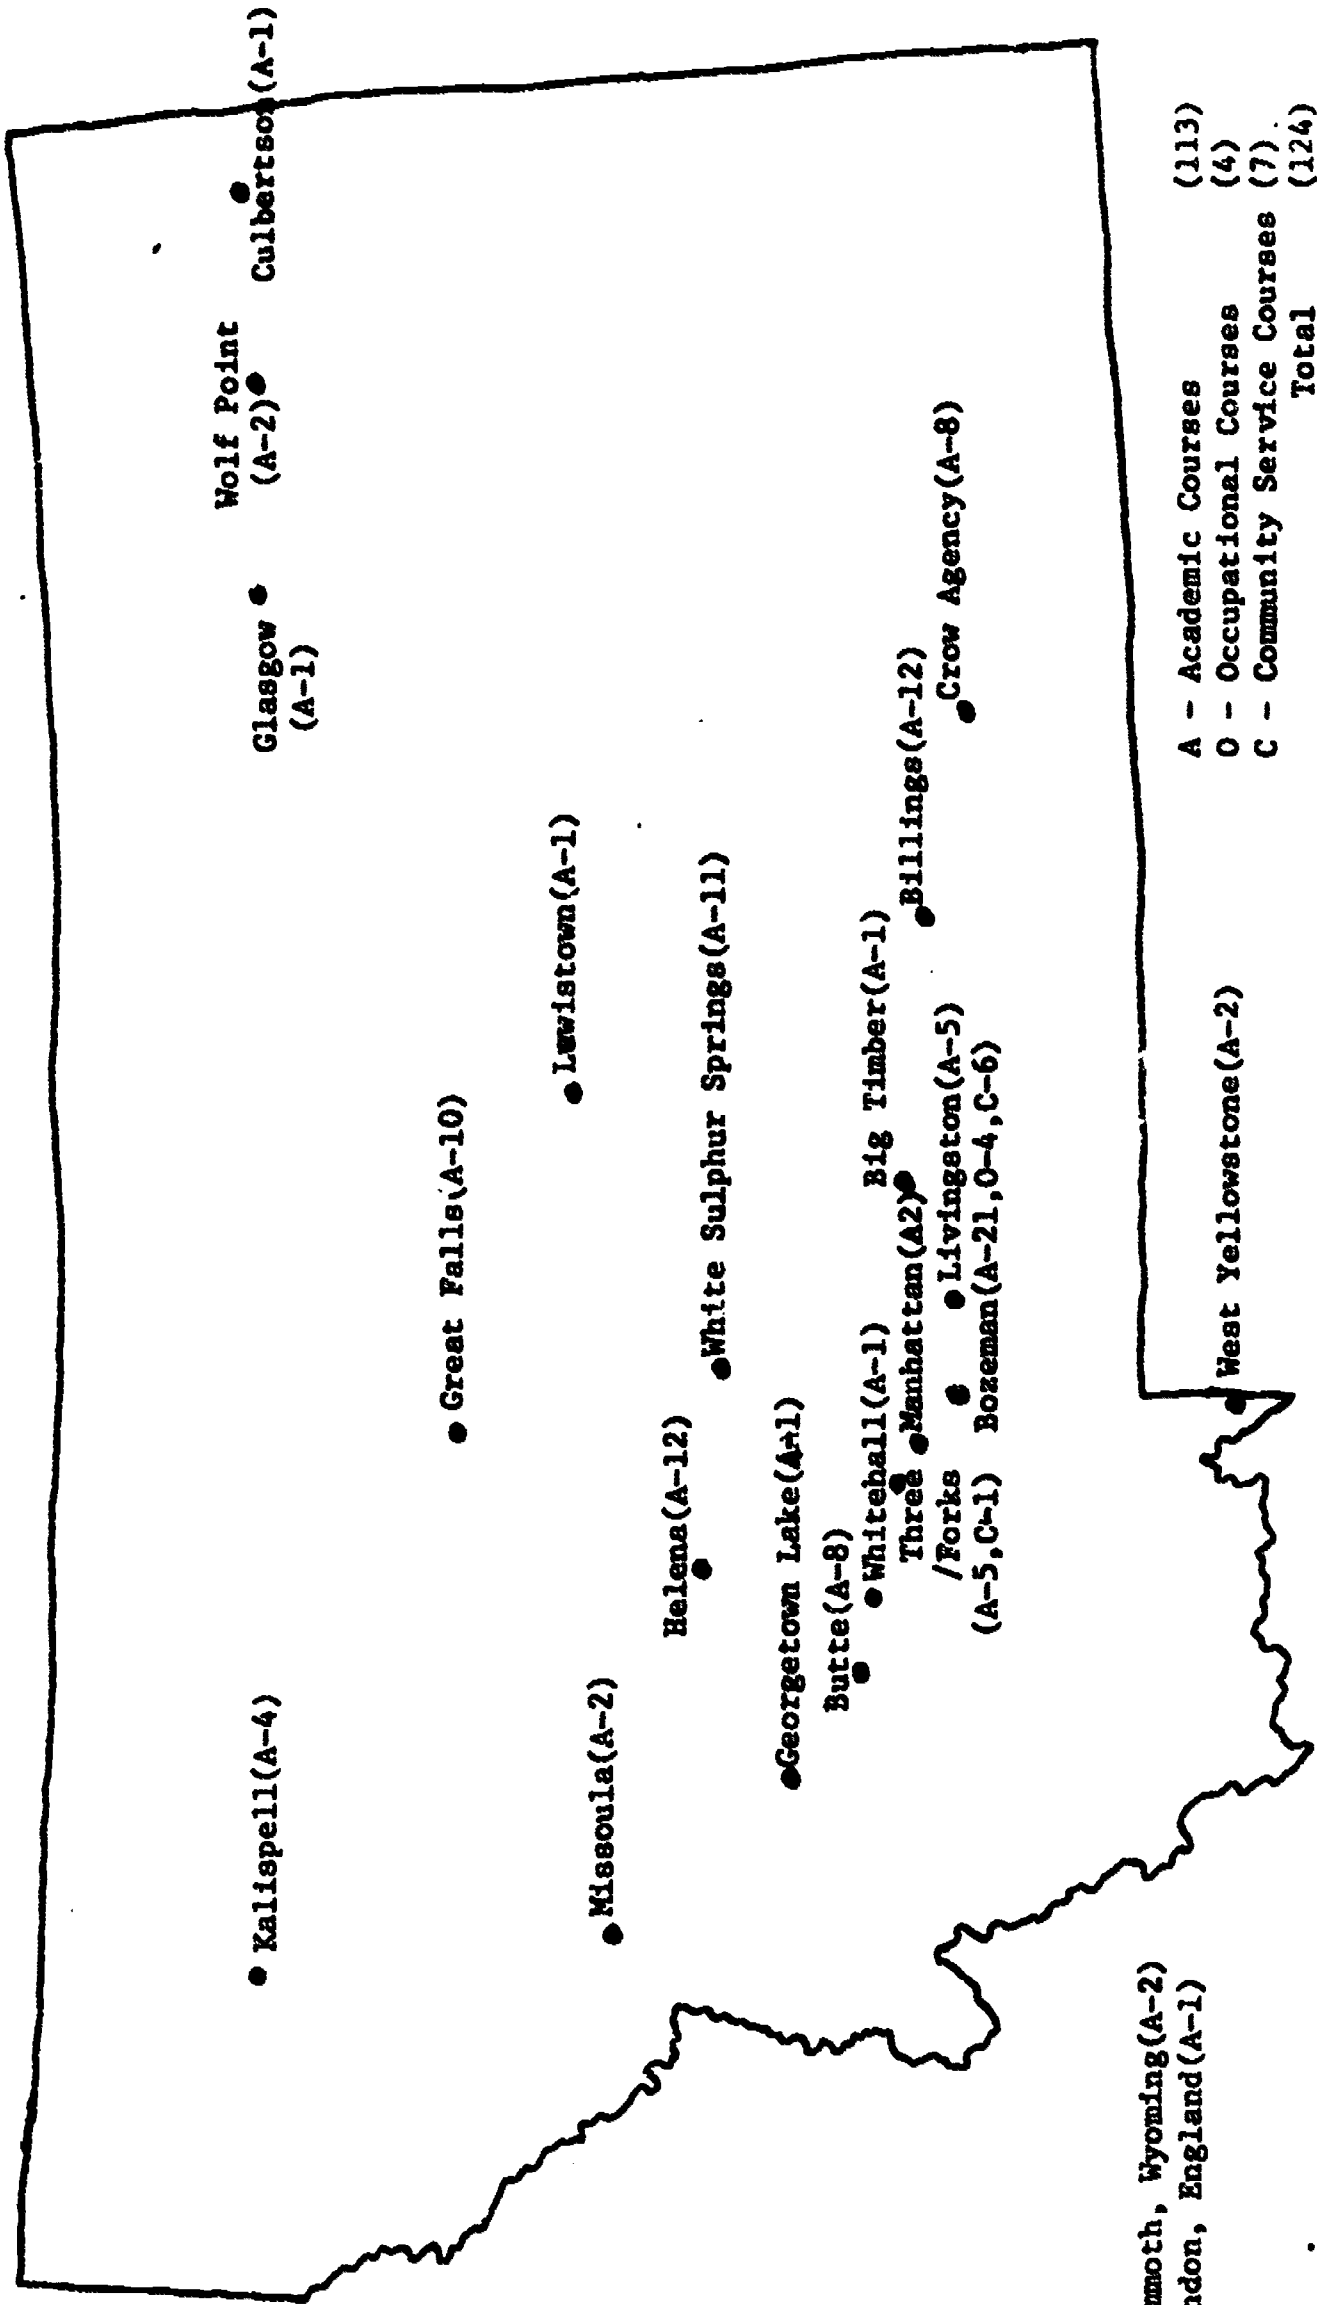 Culbertson(A-1)
Wolf Point
(A-2)
Glasgow
(A-1)
Kalispell(A-4)
Great Falls(A-10)
Lewistown(A-1)
Missoula(A-2)
Helena(A-12)
White Sulphur Springs(A-11)
Georgetown Lake(A-1)
Butte(A-8)
Whitehall(A-1)
Big Timber(A-1)
Three
/Forks
(A-5,C-1)
Manhattan(A2)
Livingston(A-5)
Bozeman(A-21,O-4,C-6)
Billings(A-12)
Crow Agency(A-8)
West Yellowstone(A-2)
mmoth, Wyoming(A-2)
ndon, England(A-1)
A - Academic Courses (113)
O - Occupational Courses (4)
C - Community Service Courses (7)
Total (124)